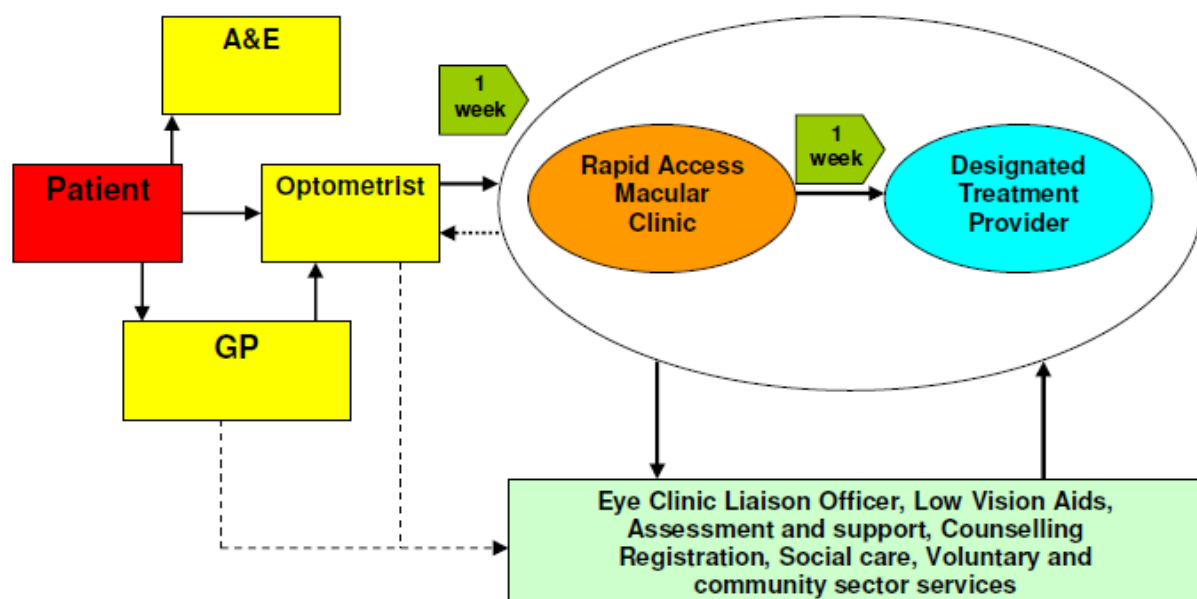 A&E
1
week
1
week
Patient
Optometrist
Rapid Access
Macular
Clinic
Designated
Treatment
Provider
GP
Eye Clinic Liaison Officer, Low Vision Aids,
Assessment and support, Counselling
Registration, Social care, Voluntary and
community sector services